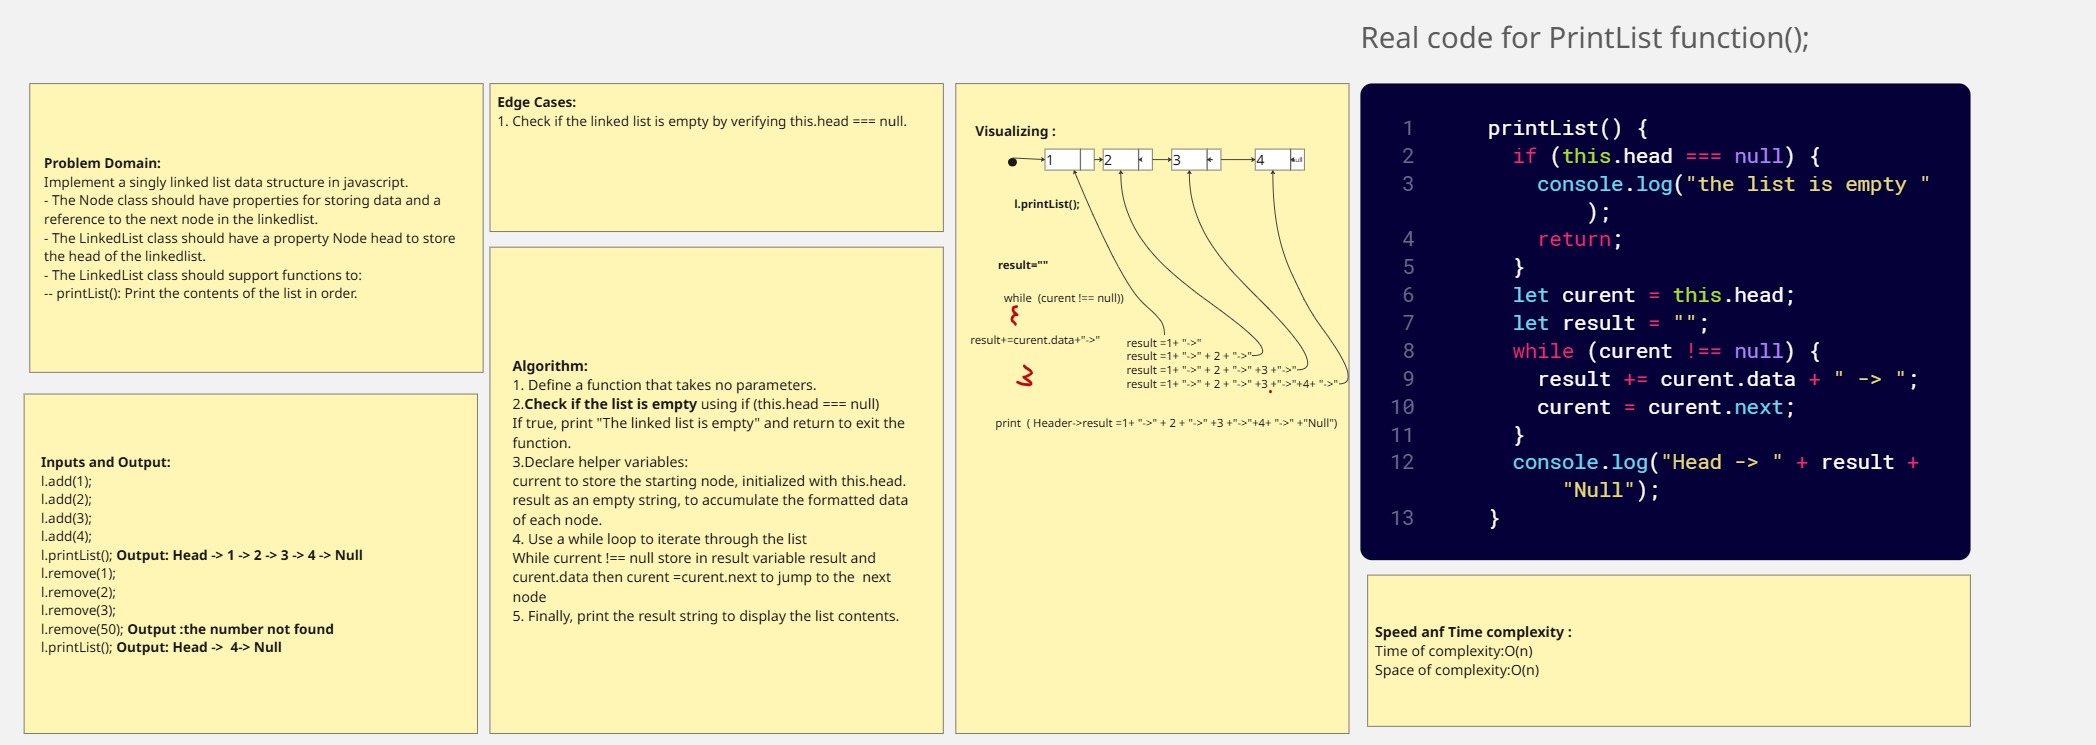 Real code for PrintList function();
Problem Domain:
Implement a singly linked list data structure in javascript.
- The Node class should have properties for storing data and a
reference to the next node in the linkedlist.
- The LinkedList class should have a property Node head to store
the head of the linkedlist.
- The LinkedList class should support functions to:
-- printList(): Print the contents of the list in order.
Inputs and Output:
l.add(1);
l.add(2);
l.add(3);
l.add(4);
l.printList(); Output: Head -> 1 -> 2 -> 3 -> 4 -> Null
l.remove(1);
l.remove(2);
l.remove(3);
l.remove(50); Output :the number not found
l.printList(); Output: Head ->  4-> Null
Edge Cases:
1. Check if the linked list is empty by verifying this.head === null.
Algorithm:
1. Define a function that takes no parameters.
2.Check if the list is empty using if (this.head === null)
If true, print "The linked list is empty" and return to exit the
function.
3.Declare helper variables:
current to store the starting node, initialized with this.head.
result as an empty string, to accumulate the formatted data
of each node.
4. Use a while loop to iterate through the list
While current !== null store in result variable result and
curent.data then curent =curent.next to jump to the  next
node
5. Finally, print the result string to display the list contents.
Visualizing :
1 2 3 4 null
l.printList();
result=""
while  (curent !== null))
{
result+=curent.data+"->"
}
result =1+ "->"
result =1+ "->" + 2 + "->"
result =1+ "->" + 2 + "->" +3 +"->"
result =1+ "->" + 2 + "->" +3 +"->"+4+ "->"
print  ( Header->result =1+ "->" + 2 + "->" +3 +"->"+4+ "->" +"Null")
1 printList() {
2 if (this.head === null) {
3 console.log("the list is empty "
);
4 return;
5 }
6 let curent = this.head;
7 let result = "";
8 while (curent !== null) {
9 result += curent.data + " -> ";
10 curent = curent.next;
11 }
12 console.log("Head -> " + result +
"Null");
13 }
Speed anf Time complexity :
Time of complexity:O(n)
Space of complexity:O(n)